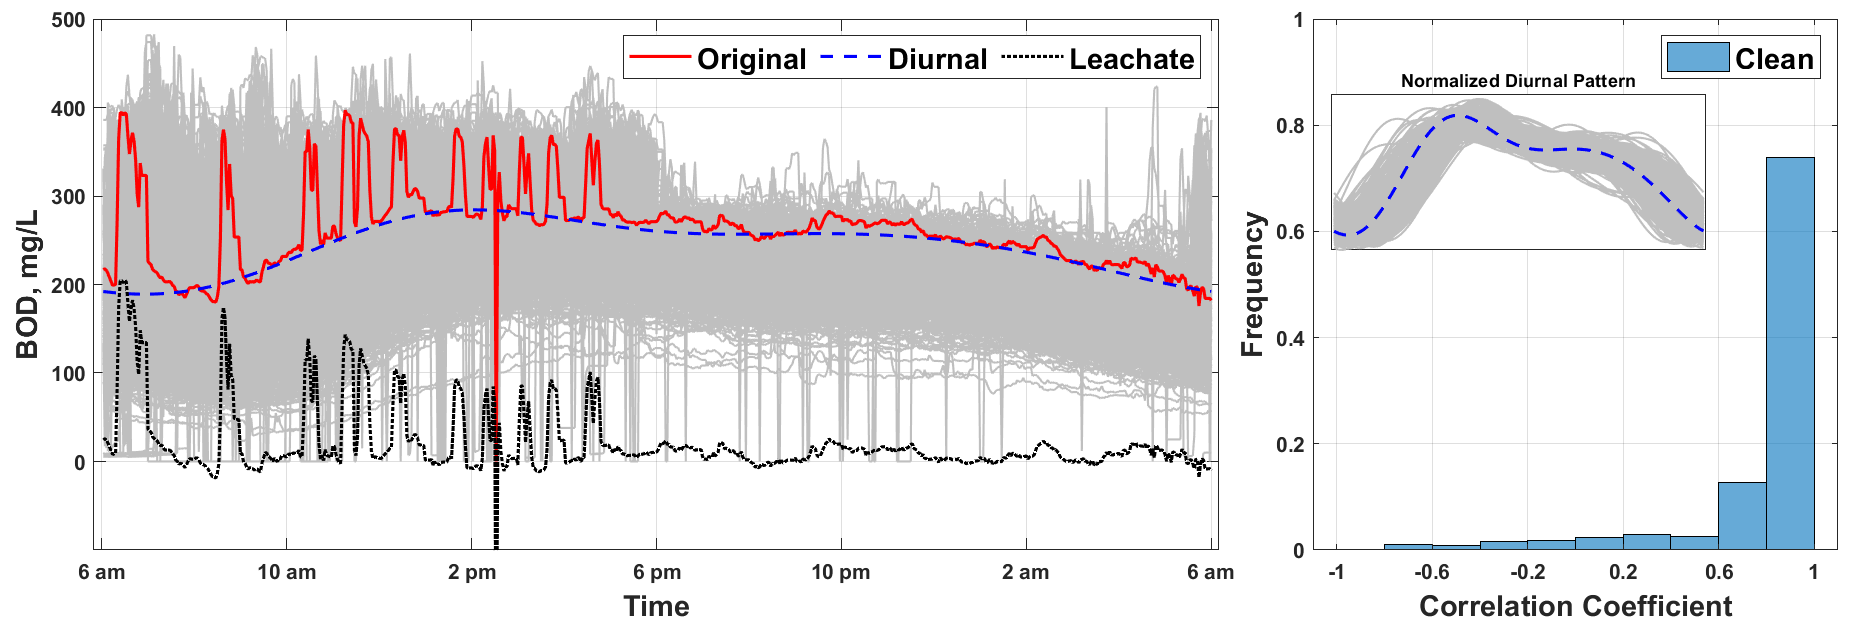 500
400
300
200
100
0
BOD, mg/L
Original Diurnal Leachate
6 am 10 am 2 pm 6 pm 10 pm 2 am 6 am
Time
1
0.8
0.6
0.4
0.2
0
Frequency
Clean
Normalized Diurnal Pattern
-1 -0.6 -0.2 0.2 0.6 1
Correlation Coefficient